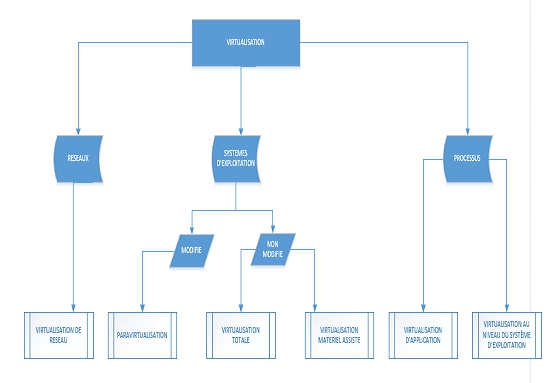 VIRTUALISATION
RESEAUX
SYSTEMES
D'EXPLOITATION
PROCESSUS
MODIFIE
NON
MODIFIE
VIRTUALISATION DE
RESEAU
PARAVIRTUALISATION
VIRTUALISATION
TOTALE
VIRTUALISATION
MATERIEL ASSISTE
VIRTUALISATION
D'APPLICATION
VIRTUALISATION AU
NIVEAU DU SYSTÈME
D'EXPLOITATION